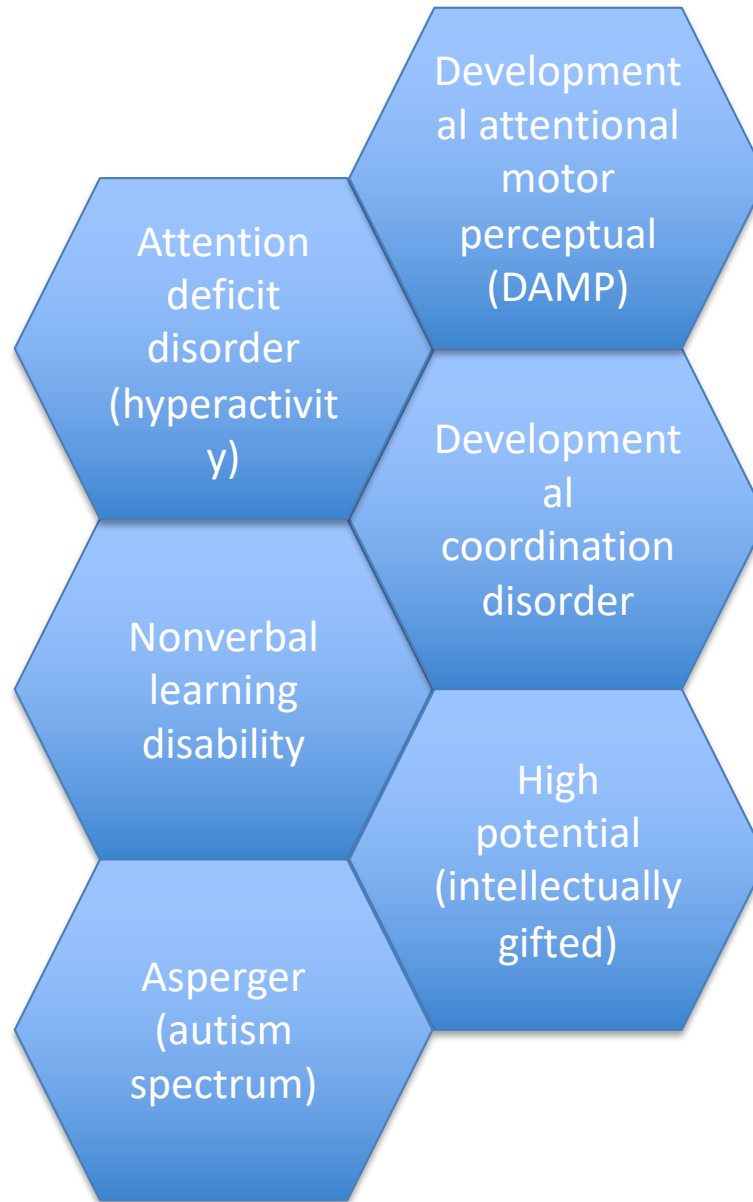 Development
al attentional
motor
perceptual
(DAMP)
Attention
deficit
disorder
(hyperactivit
y)
Development
al
coordination
disorder
Nonverbal
learning
disability
High
potential
(intellectually
gifted)
Asperger
(autism
spectrum)